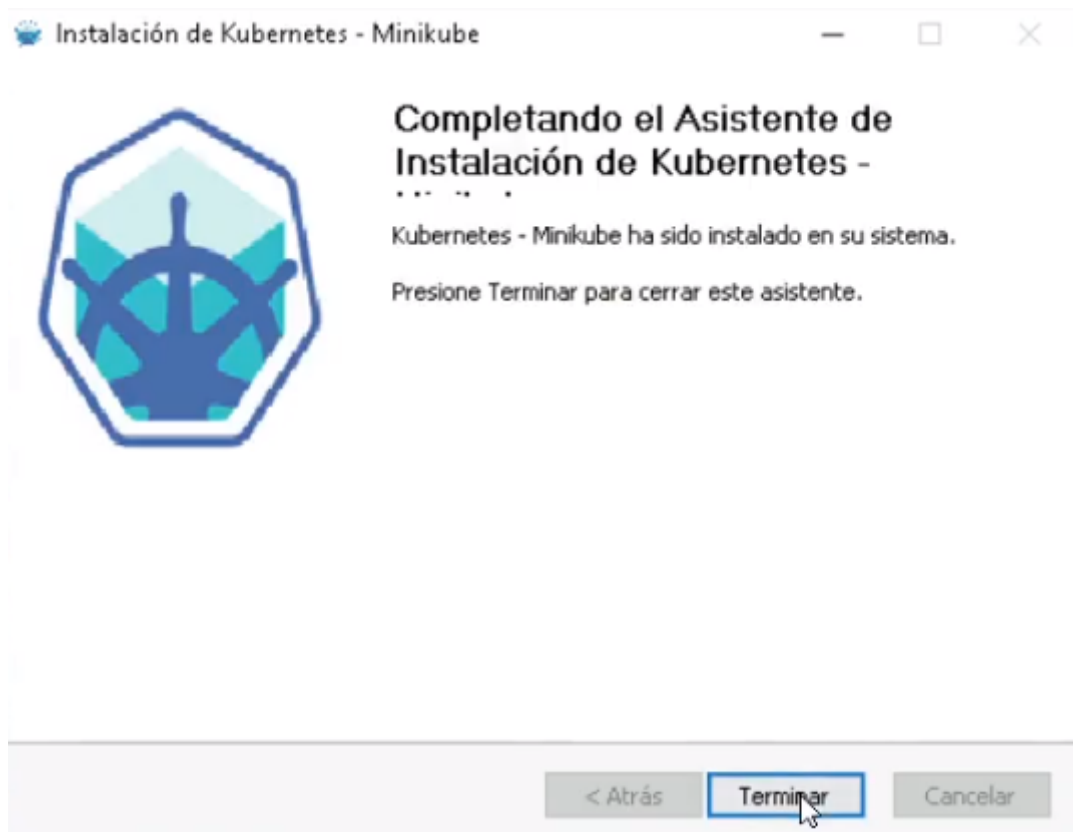 Instalación de Kubernetes - Minikube
Completando el Asistente de
Instalación de Kubernetes -
Kubernetes - Minikube ha sido instalado en su sistema.
Presione Terminar para cerrar este asistente.
< Atrás
Terminar
Cancelar